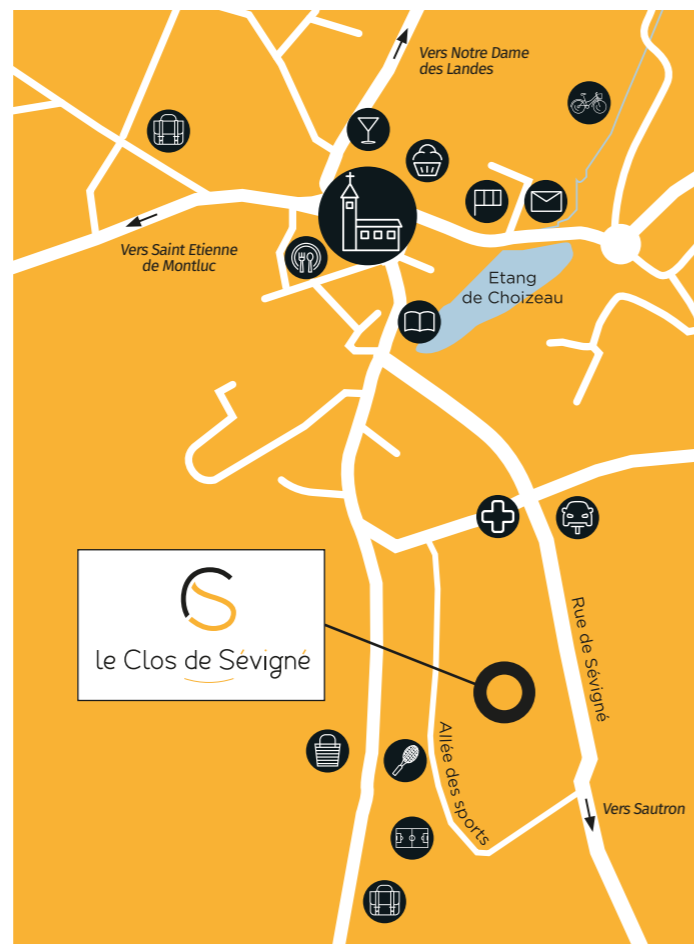 Vers Notre Dame
des Landes
Vers Saint Etienne
de Montluc
Etang
de Choizeau
CS
le Clos de Sévigné
Rue de Sévigné
Allée des sports
Vers Sautron